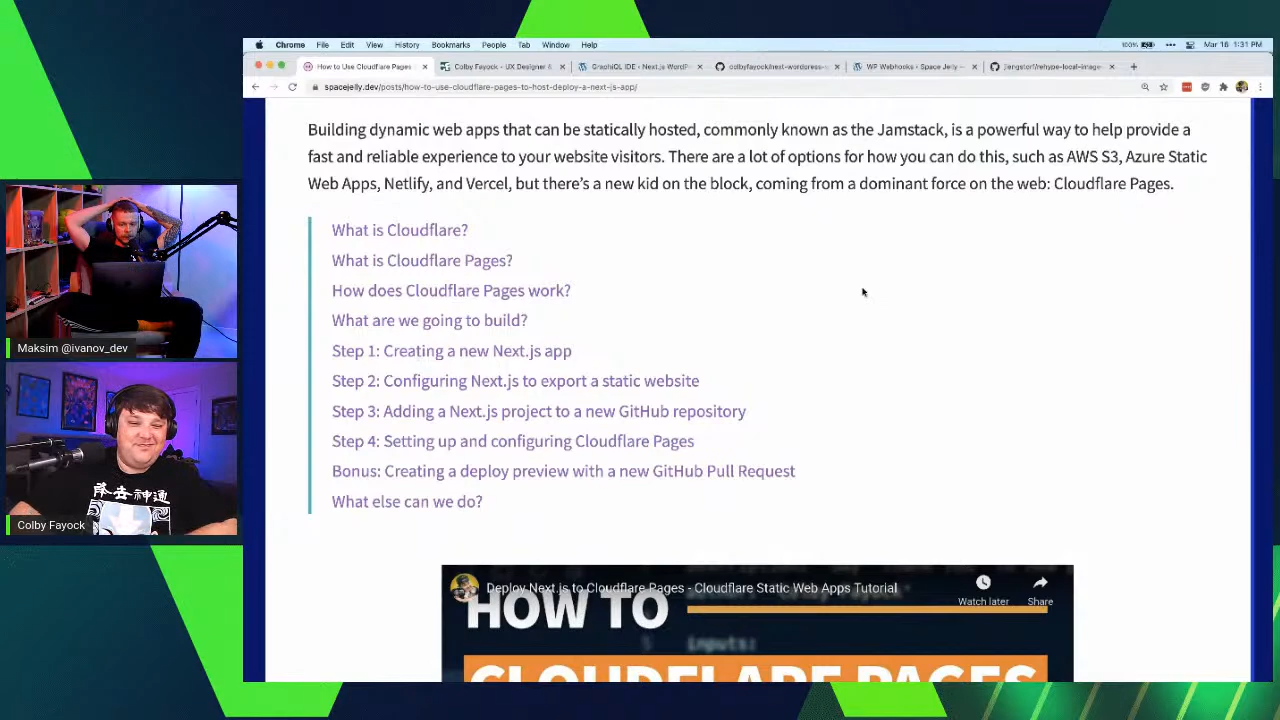 Chrome File Edit View History Bookmarks People Tab Window Help
100% Mar 16 1:31 PM
How to Use Cloudflare Pages
Colby Fayock - UX Designer &
GraphiQL IDE ‹ Next.js WordPr
colbyfayock/next-wordpress-
WP Webhooks ‹ Space Jelly —
jlengstorf/rehype-local-image-
spacejelly.dev/posts/how-to-use-cloudflare-pages-to-host-deploy-a-next-js-app/
Building dynamic web apps that can be statically hosted, commonly known as the Jamstack, is a powerful way to help provide a
fast and reliable experience to your website visitors. There are a lot of options for how you can do this, such as AWS S3, Azure Static
Web Apps, Netlify, and Vercel, but there’s a new kid on the block, coming from a dominant force on the web: Cloudflare Pages.
What is Cloudflare?
What is Cloudflare Pages?
How does Cloudflare Pages work?
What are we going to build?
Step 1: Creating a new Next.js app
Step 2: Configuring Next.js to export a static website
Step 3: Adding a Next.js project to a new GitHub repository
Step 4: Setting up and configuring Cloudflare Pages
Bonus: Creating a deploy preview with a new GitHub Pull Request
What else can we do?
Deploy Next.js to Cloudflare Pages - Cloudflare Static Web Apps Tutorial
Watch later
Share
HOW TO
inputs:
CLOUDFLARE PAGES
Maksim @ivanov_dev
Colby Fayock